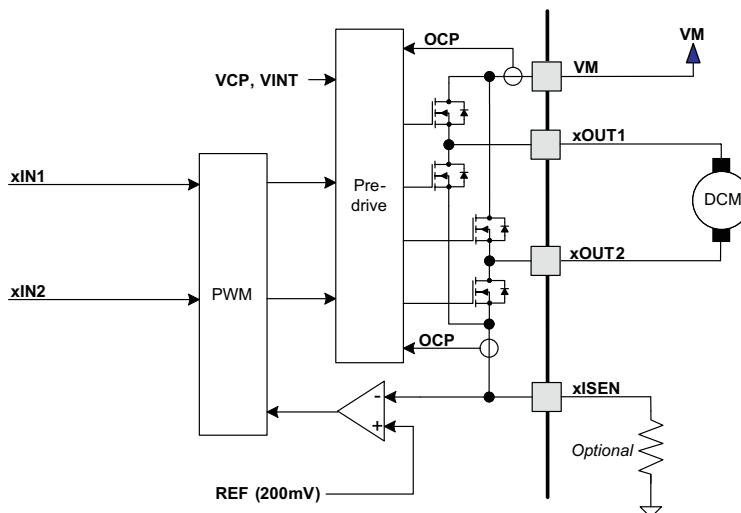 OCP
VM
VM
VCP, VINT
xOUT1
xIN1
Pre-
drive
DCM
xOUT2
xIN2
PWM
OCP
xISEN
-
+
Optional
REF (200mV)